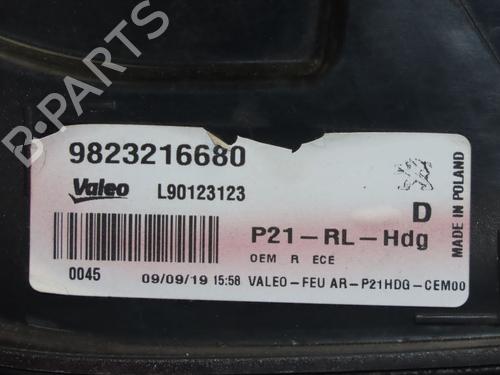 B-PARTS
9823216680
Valeo L90123123
D
P21-RL-Hdg
OEM R ECE
0045 09/09/19 15:58 VALEO-FEU AR-P21HDG-CEM00
MADE IN POLAND